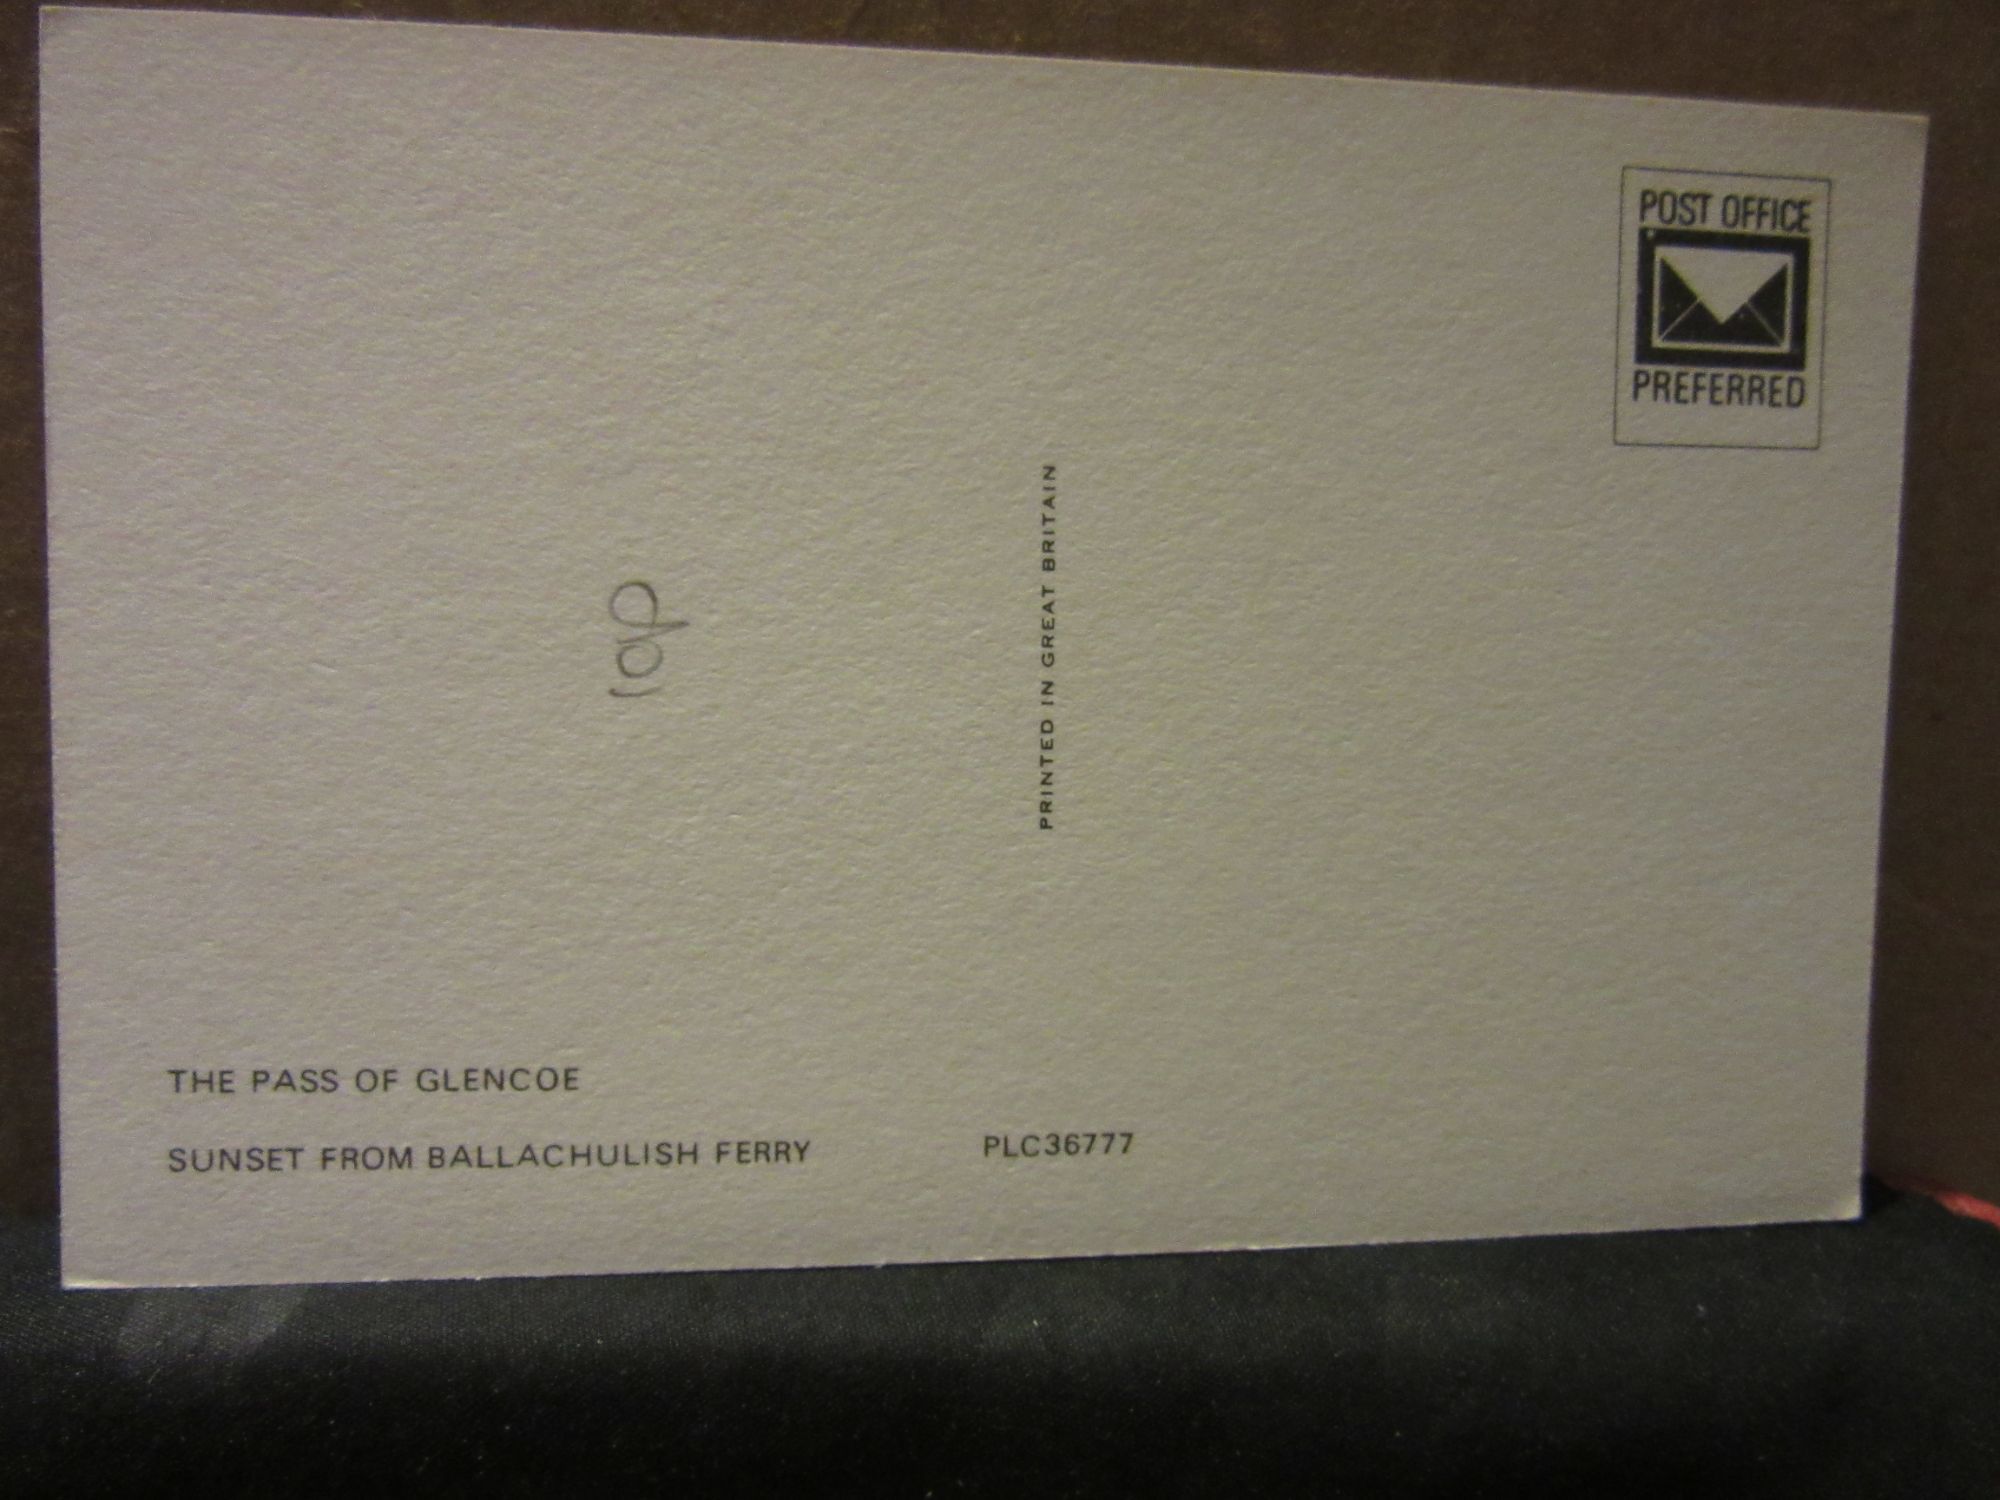 POST OFFICE
PREFERRED
PRINTED IN GREAT BRITAIN
10p
THE PASS OF GLENCOE
SUNSET FROM BALLACHULISH FERRY
PLC36777